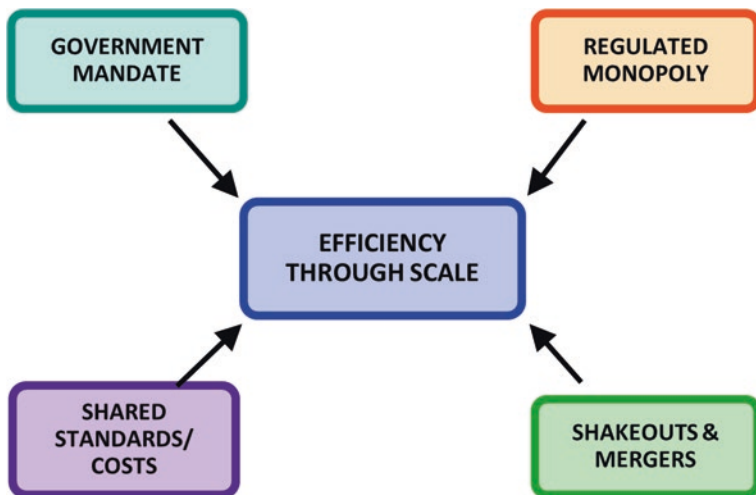 GOVERNMENT
MANDATE
REGULATED
MONOPOLY
EFFICIENCY
THROUGH SCALE
SHARED
STANDARDS/
COSTS
SHAKEOUTS &
MERGERS